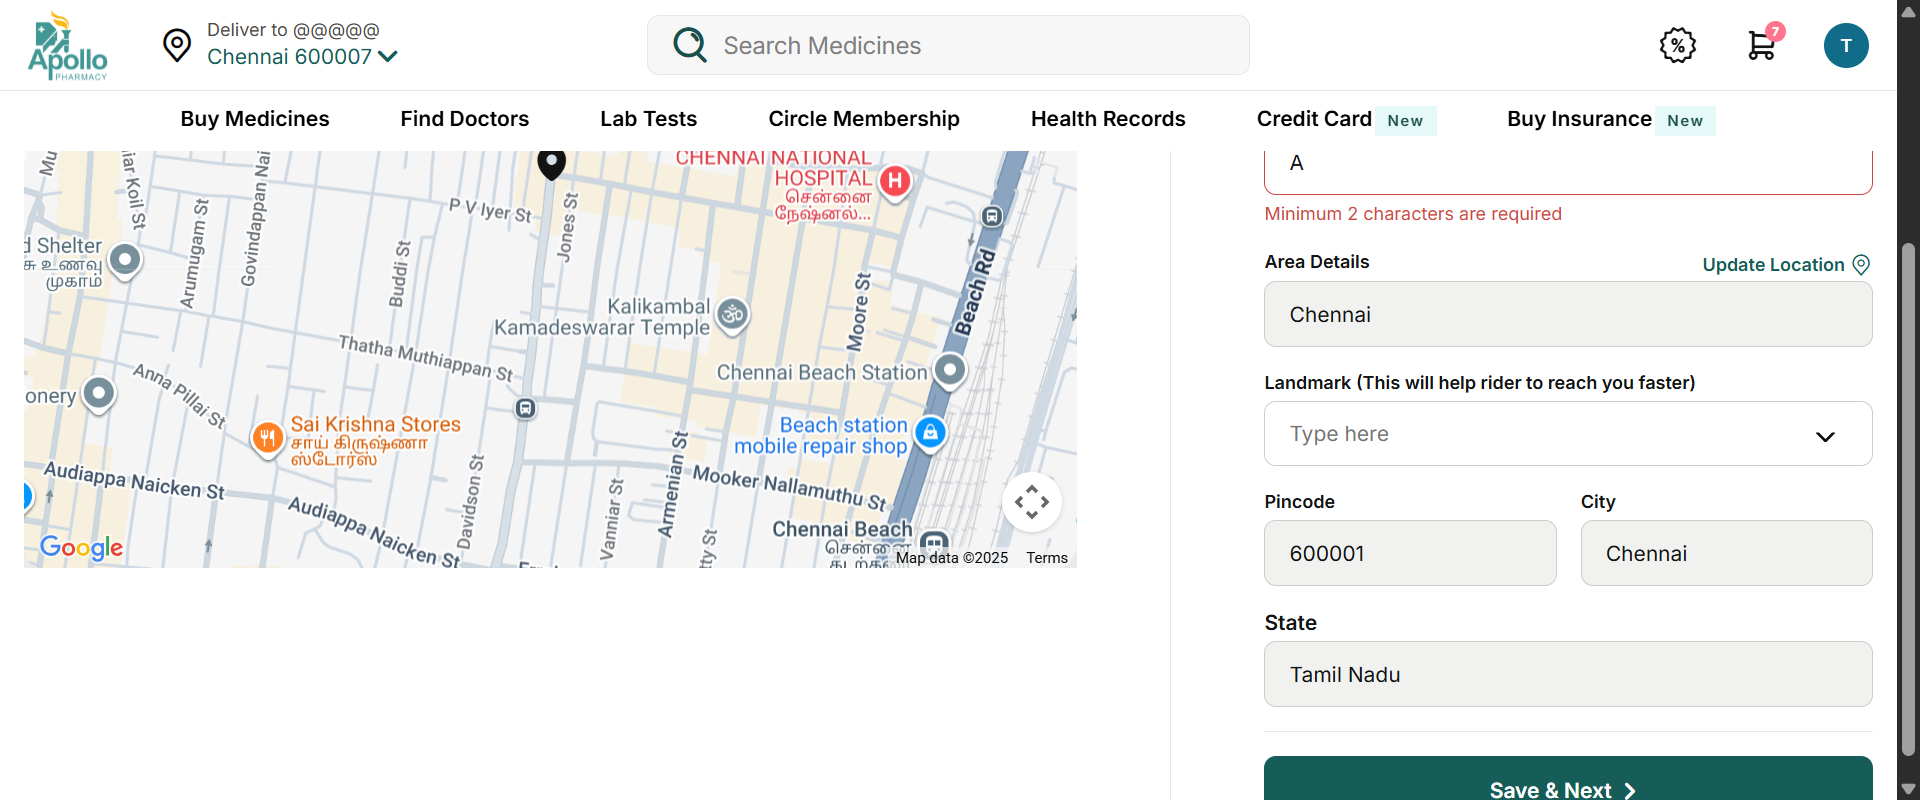 Apollo
PHARMACY
Deliver to @@@@@
Chennai 600007
Search Medicines
%
7
T
Buy Medicines
Find Doctors
Lab Tests
Circle Membership
Health Records
Credit Card New
Buy Insurance New
CHENNAI NATIONAL
HOSPITAL
சென்னை
நேஷனல்...
H
P V Iyer St
Jones St
Govindappan Nai
Arumugam St
Buddi St
d Shelter
உணவு
முகாம்
Kalikambal
Kamadeswarar Temple
Moore St
Beach Rd
Thatha Muthiappan St
Chennai Beach Station
Anna Pillai St
onery
Sai Krishna Stores
சாய் கிருஷ்ணா
ஸ்டோர்ஸ்
Beach station
mobile repair shop
Audiappa Naicken St
Audiappa Naicken St
Davidson St
Vanniar St
Armenian St
Mooker Nallamuthu St
Chennai Beach
சென்னை
Google
Map data ©2025
Terms
A
Minimum 2 characters are required
Area Details
Update Location
Chennai
Landmark (This will help rider to reach you faster)
Type here
Pincode
City
600001
Chennai
State
Tamil Nadu
Save & Next